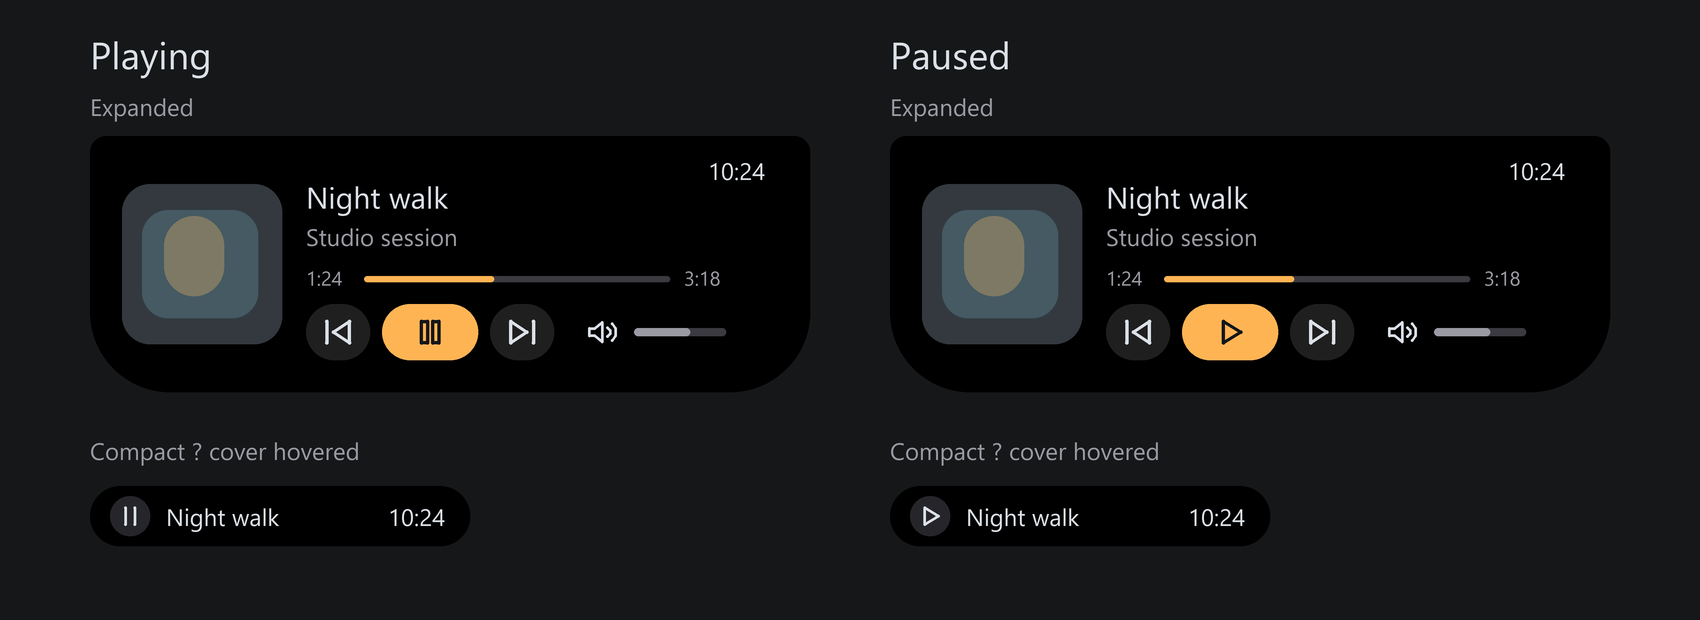 Playing
Expanded
10:24
Night walk
Studio session
1:24 3:18
Compact ? cover hovered
Night walk 10:24
Paused
Expanded
10:24
Night walk
Studio session
1:24 3:18
Compact ? cover hovered
Night walk 10:24